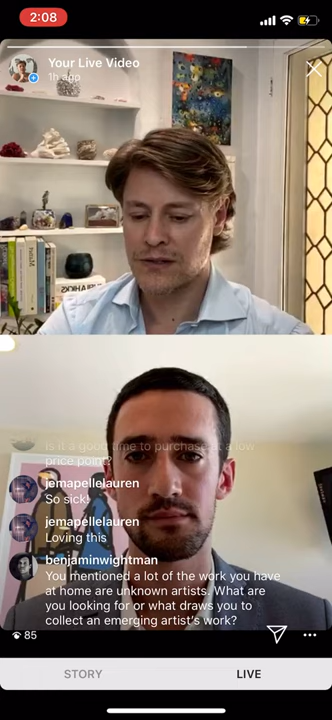 2:08
Your Live Video
1h ago
is it a good time to purchase at a low
price point?
jemapellelauren
So sick!
jemapellelauren
Loving this
benjaminwightman
You mentioned a lot of the work you have
at home are unknown artists. What are
you looking for or what draws you to
collect an emerging artist's work?
85
STORY
LIVE